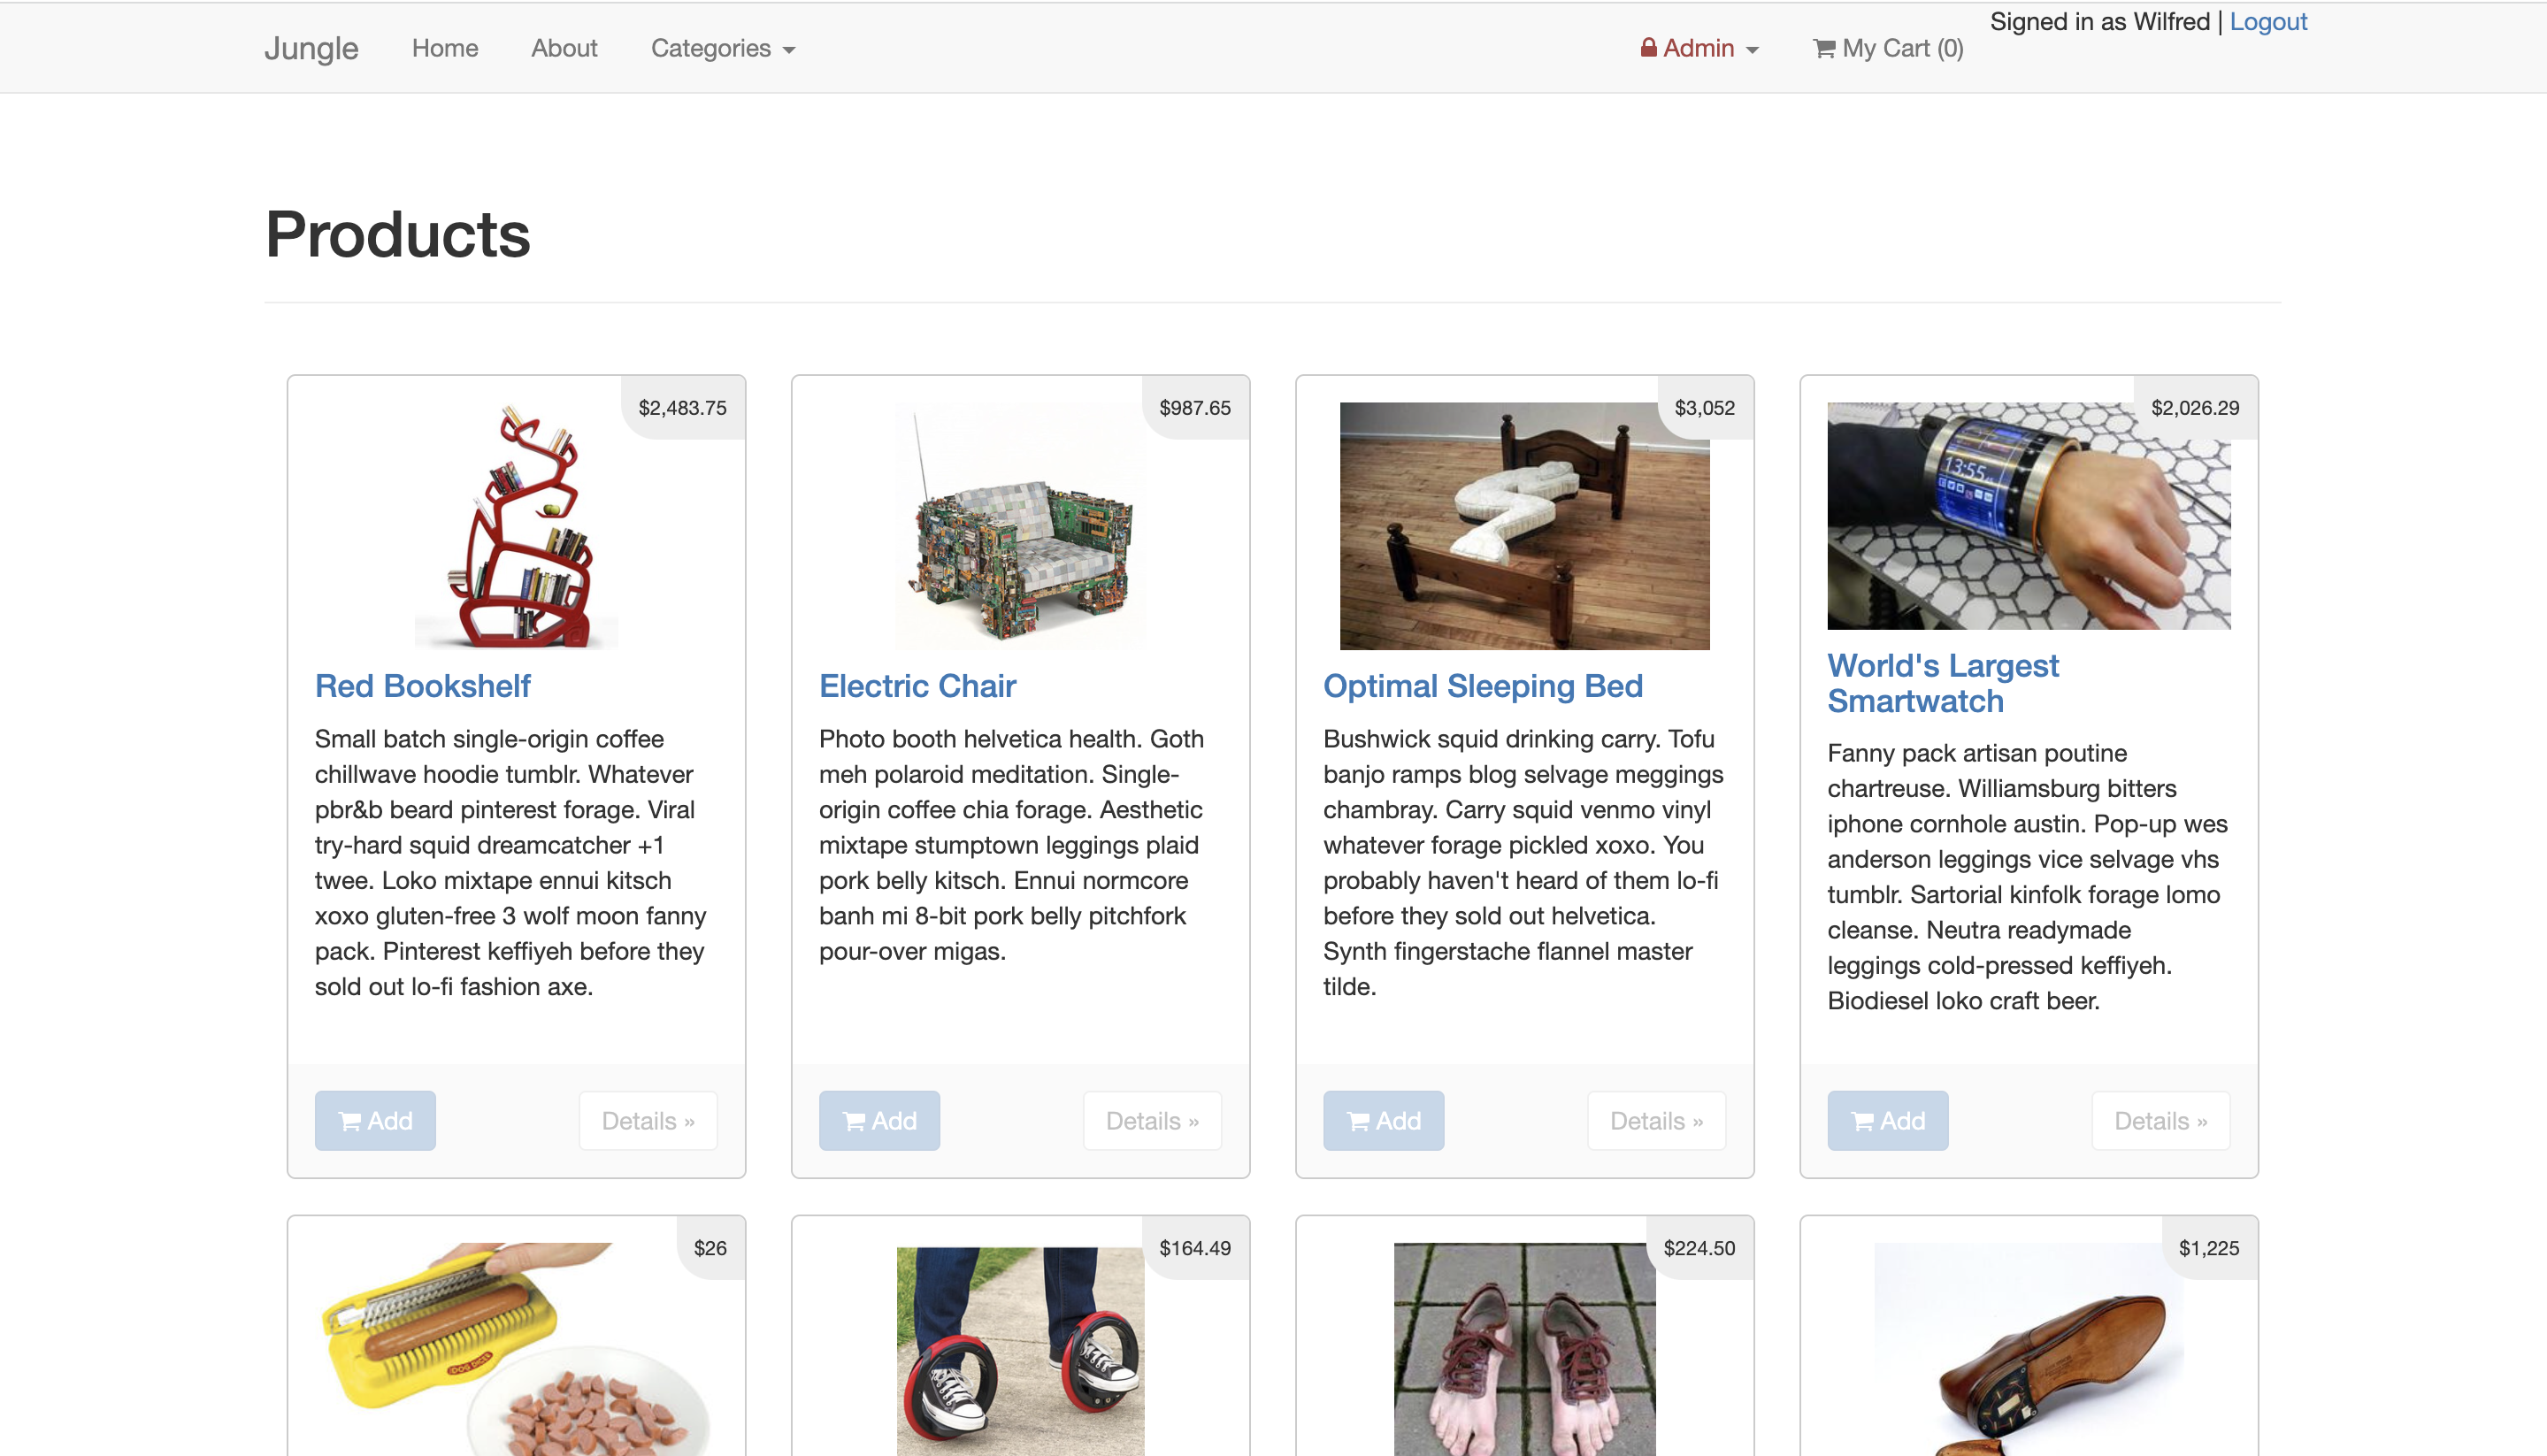 Jungle Home About Categories Admin My Cart (0) Signed in as Wilfred | Logout
Products
$2,483.75
Red Bookshelf
Small batch single-origin coffee
chillwave hoodie tumblr. Whatever
pbr&b beard pinterest forage. Viral
try-hard squid dreamcatcher +1
twee. Loko mixtape ennui kitsch
xoxo gluten-free 3 wolf moon fanny
pack. Pinterest keffiyeh before they
sold out lo-fi fashion axe.
Add Details »
$987.65
Electric Chair
Photo booth helvetica health. Goth
meh polaroid meditation. Single-
origin coffee chia forage. Aesthetic
mixtape stumptown leggings plaid
pork belly kitsch. Ennui normcore
banh mi 8-bit pork belly pitchfork
pour-over migas.
Add Details »
$3,052
Optimal Sleeping Bed
Bushwick squid drinking carry. Tofu
banjo ramps blog selvage meggings
chambray. Carry squid venmo vinyl
whatever forage pickled xoxo. You
probably haven't heard of them lo-fi
before they sold out helvetica.
Synth fingerstache flannel master
tilde.
Add Details »
$2,026.29
13:55
World's Largest
Smartwatch
Fanny pack artisan poutine
chartreuse. Williamsburg bitters
iphone cornhole austin. Pop-up wes
anderson leggings vice selvage vhs
tumblr. Sartorial kinfolk forage lomo
cleanse. Neutra readymade
leggings cold-pressed keffiyeh.
Biodiesel loko craft beer.
Add Details »
$26
DOG DICER
$164.49
$224.50
$1,225